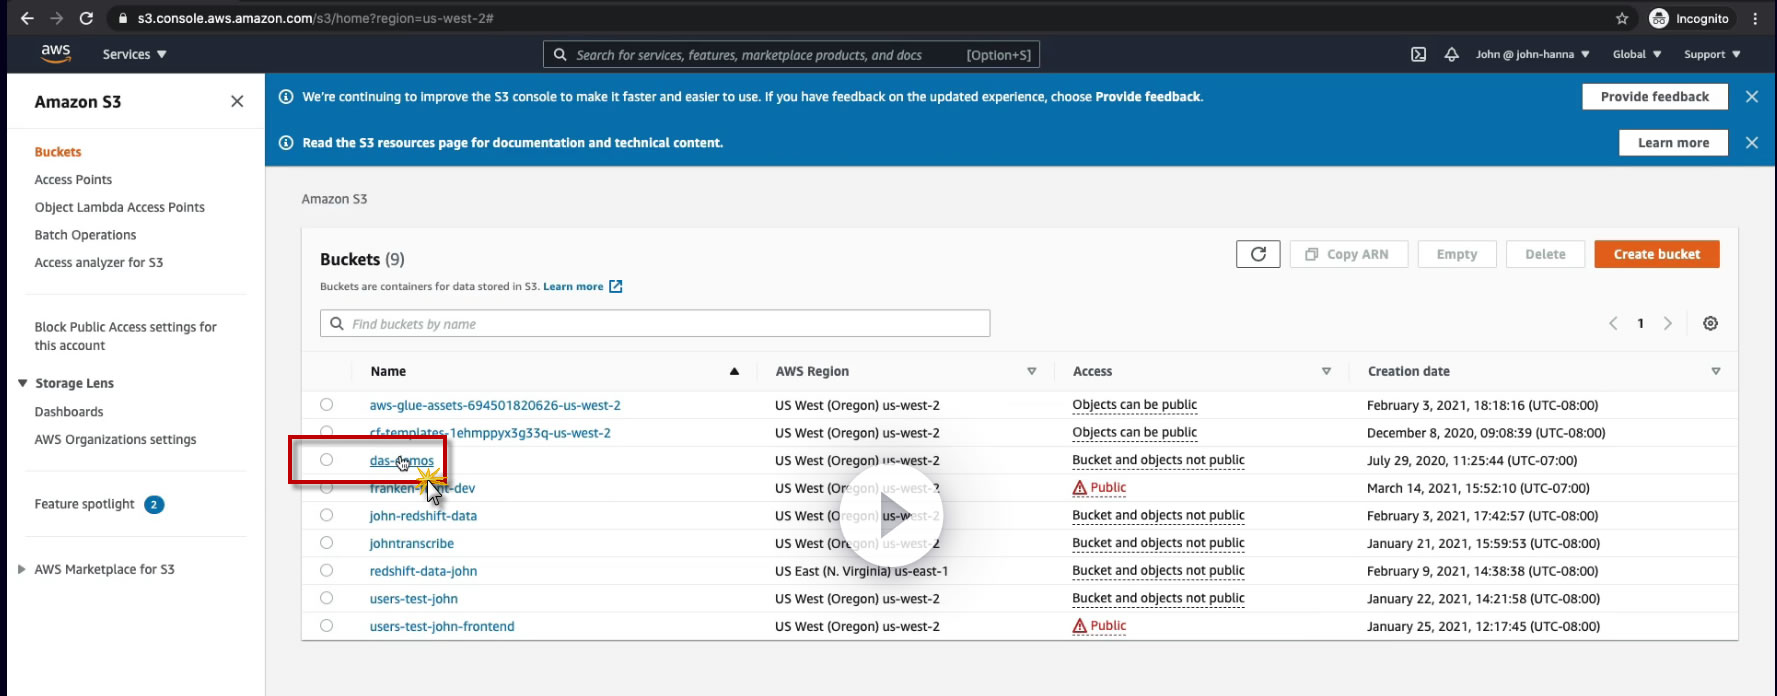 s3.console.aws.amazon.com/s3/home?region=us-west-2#
Incognito
aws
Services
Search for services, features, marketplace products, and docs [Option+S]
John @ john-hanna
Global
Support
Amazon S3
Buckets
Access Points
Object Lambda Access Points
Batch Operations
Access analyzer for S3
Block Public Access settings for
this account
Storage Lens
Dashboards
AWS Organizations settings
Feature spotlight 2
AWS Marketplace for S3
We're continuing to improve the S3 console to make it faster and easier to use. If you have feedback on the updated experience, choose Provide feedback.
Provide feedback
Read the S3 resources page for documentation and technical content.
Learn more
Amazon S3
Buckets (9)
Copy ARN
Empty
Delete
Create bucket
Buckets are containers for data stored in S3. Learn more
Find buckets by name
1
Name AWS Region Access Creation date
aws-glue-assets-694501820626-us-west-2 US West (Oregon) us-west-2 Objects can be public February 3, 2021, 18:18:16 (UTC-08:00)
cf-templates-1ehmppyx3g33q-us-west-2 US West (Oregon) us-west-2 Objects can be public December 8, 2020, 09:08:39 (UTC-08:00)
US West (Oregon) us-west-2 Bucket and objects not public July 29, 2020, 11:25:44 (UTC-07:00)
US West (Oregon) us-west-2 Public March 14, 2021, 15:52:10 (UTC-07:00)
john-redshift-data US West (Oregon) us-west-2 Bucket and objects not public February 3, 2021, 17:42:57 (UTC-08:00)
johntranscribe US West (Oregon) us-west-2 Bucket and objects not public January 21, 2021, 15:59:53 (UTC-08:00)
redshift-data-john US East (N. Virginia) us-east-1 Bucket and objects not public February 9, 2021, 14:38:38 (UTC-08:00)
users-test-john US West (Oregon) us-west-2 Bucket and objects not public January 22, 2021, 14:21:58 (UTC-08:00)
users-test-john-frontend US West (Oregon) us-west-2 Public January 25, 2021, 12:17:45 (UTC-08:00)